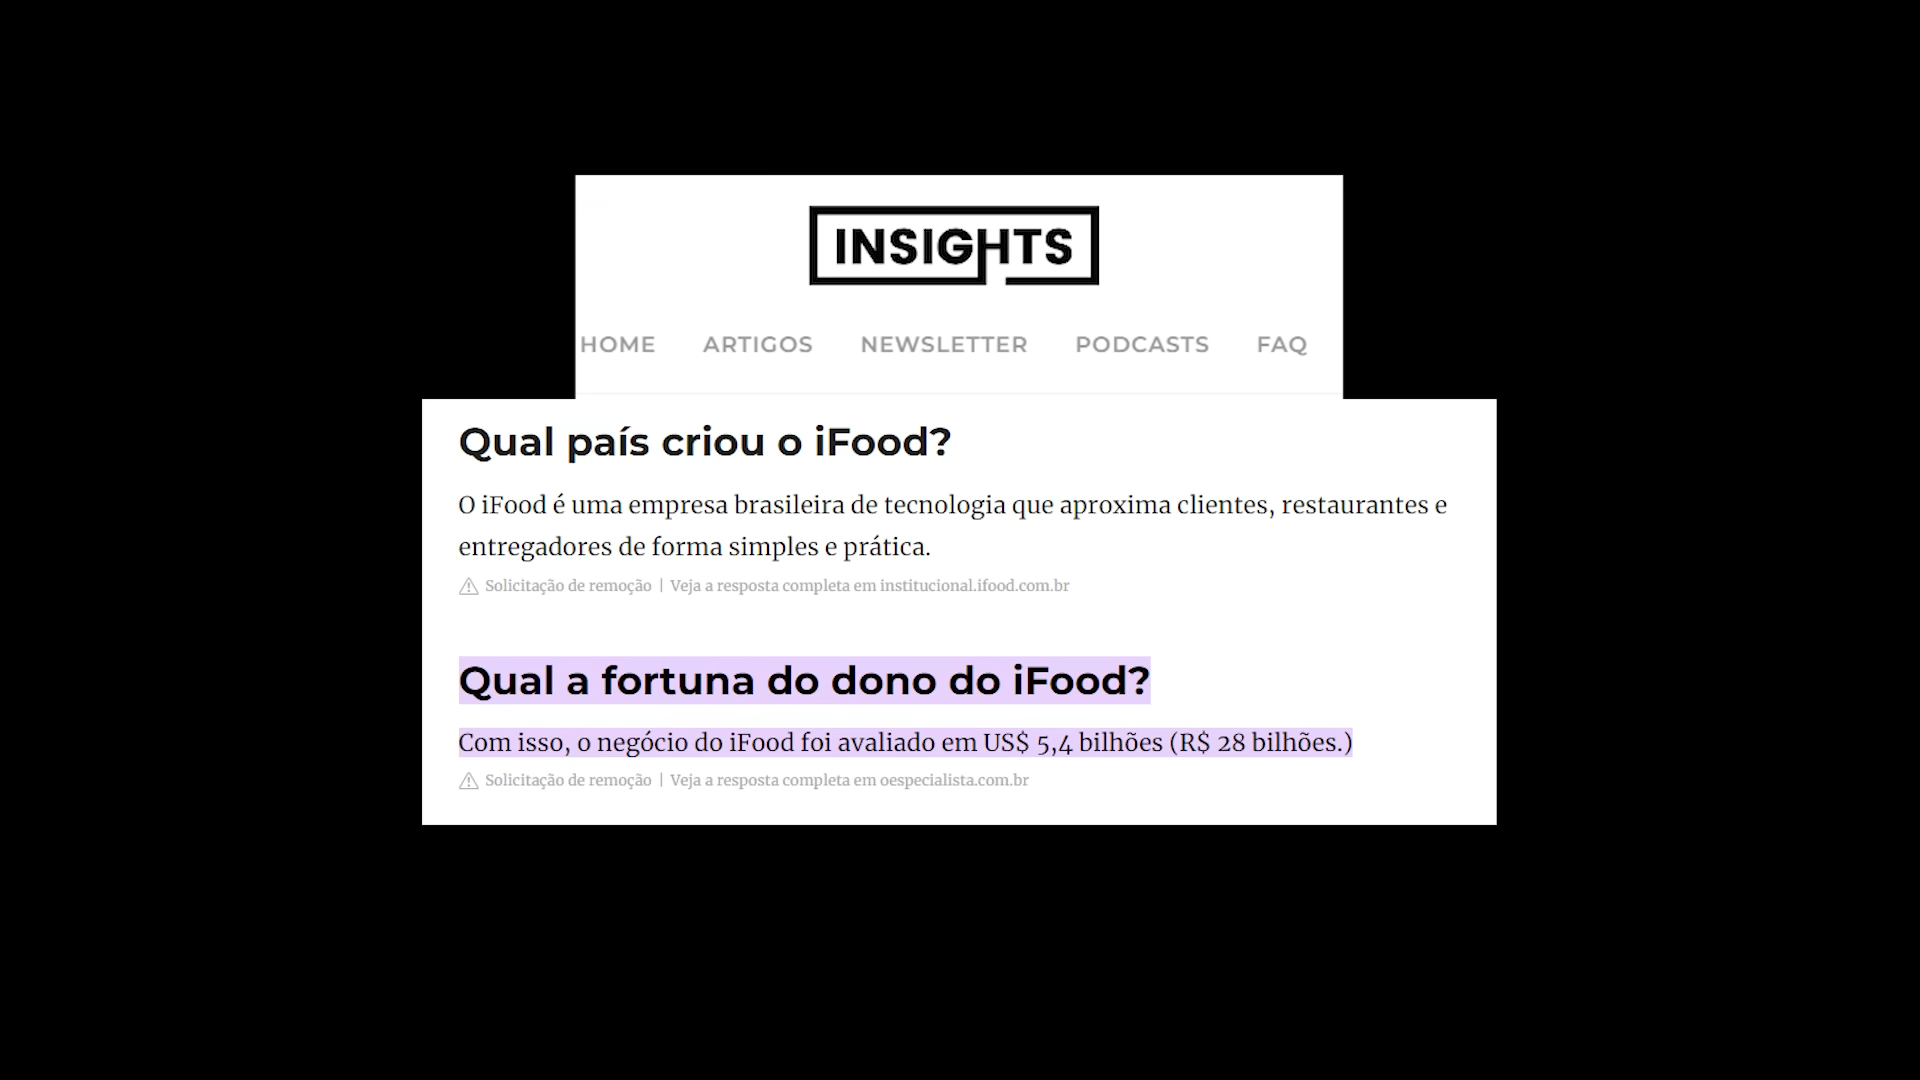 INSIGHTS
HOME ARTIGOS NEWSLETTER PODCASTS FAQ
Qual país criou o iFood?
O iFood é uma empresa brasileira de tecnologia que aproxima clientes, restaurantes e
entregadores de forma simples e prática.
Solicitação de remoção | Veja a resposta completa em institucional.ifood.com.br
Qual a fortuna do dono do iFood?
Com isso, o negócio do iFood foi avaliado em US$ 5,4 bilhões (R$ 28 bilhões.)
Solicitação de remoção | Veja a resposta completa em oespecialista.com.br